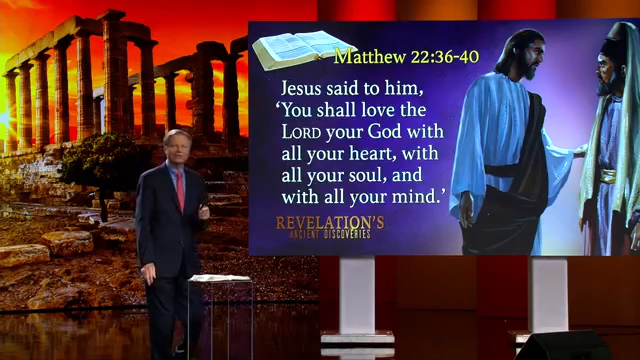 Matthew 22:36-40
Jesus said to him,
‘You shall love the
LORD your God with
all your heart, with
all your soul, and
with all your mind.’
REVELATION'S
ANCIENT DISCOVERIES